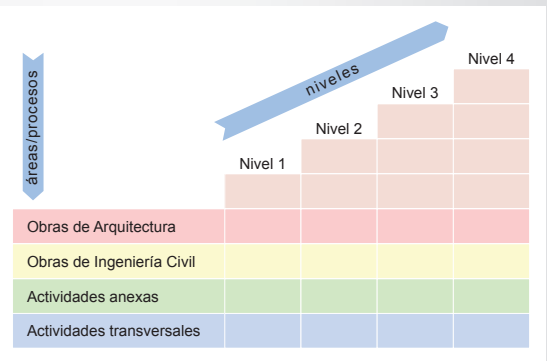 áreas/procesos
niveles
Nivel 1
Nivel 2
Nivel 3
Nivel 4
Obras de Arquitectura
Obras de Ingeniería Civil
Actividades anexas
Actividades transversales